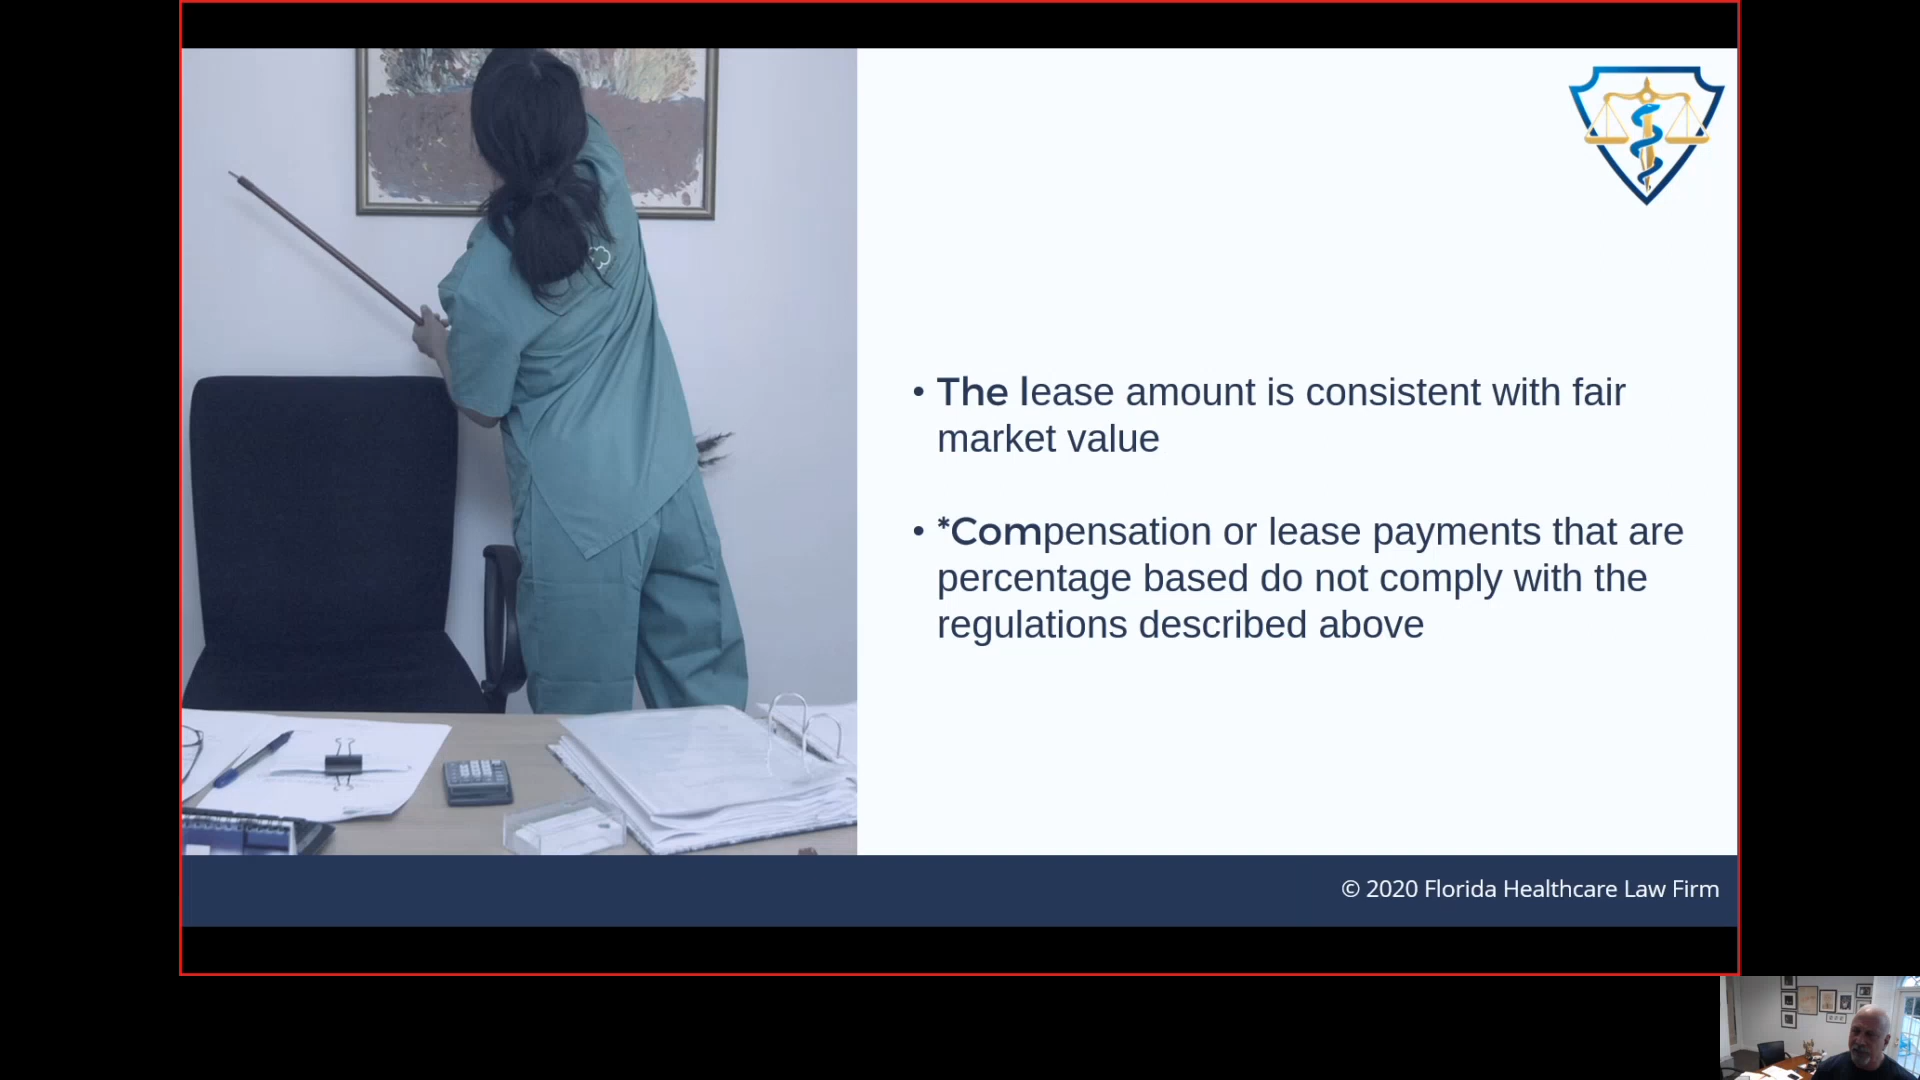 • The lease amount is consistent with fair
market value
• *Compensation or lease payments that are
percentage based do not comply with the
regulations described above
© 2020 Florida Healthcare Law Firm